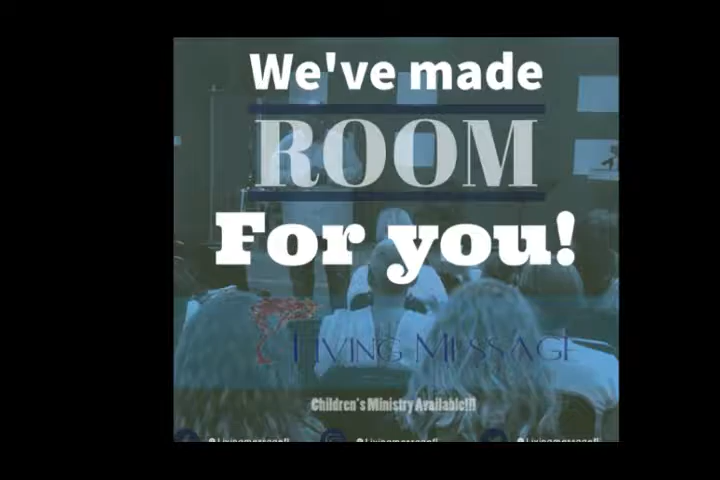 We've made
ROOM
For you!
LIVING MESSAGE
Children's Ministry Available!!!